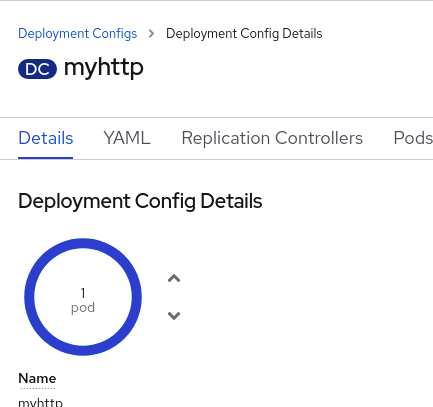 Deployment Configs > Deployment Config Details
DC myhttp
Details YAML Replication Controllers Pods
Deployment Config Details
1
pod
Name
myhttp